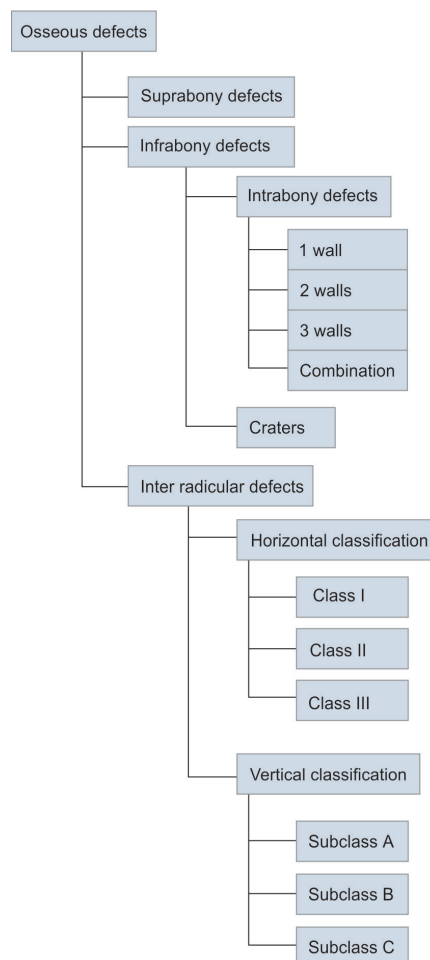 Osseous defects
Suprabony defects
Infrabony defects
Intrabony defects
1 wall
2 walls
3 walls
Combination
Craters
Inter radicular defects
Horizontal classification
Class I
Class II
Class III
Vertical classification
Subclass A
Subclass B
Subclass C